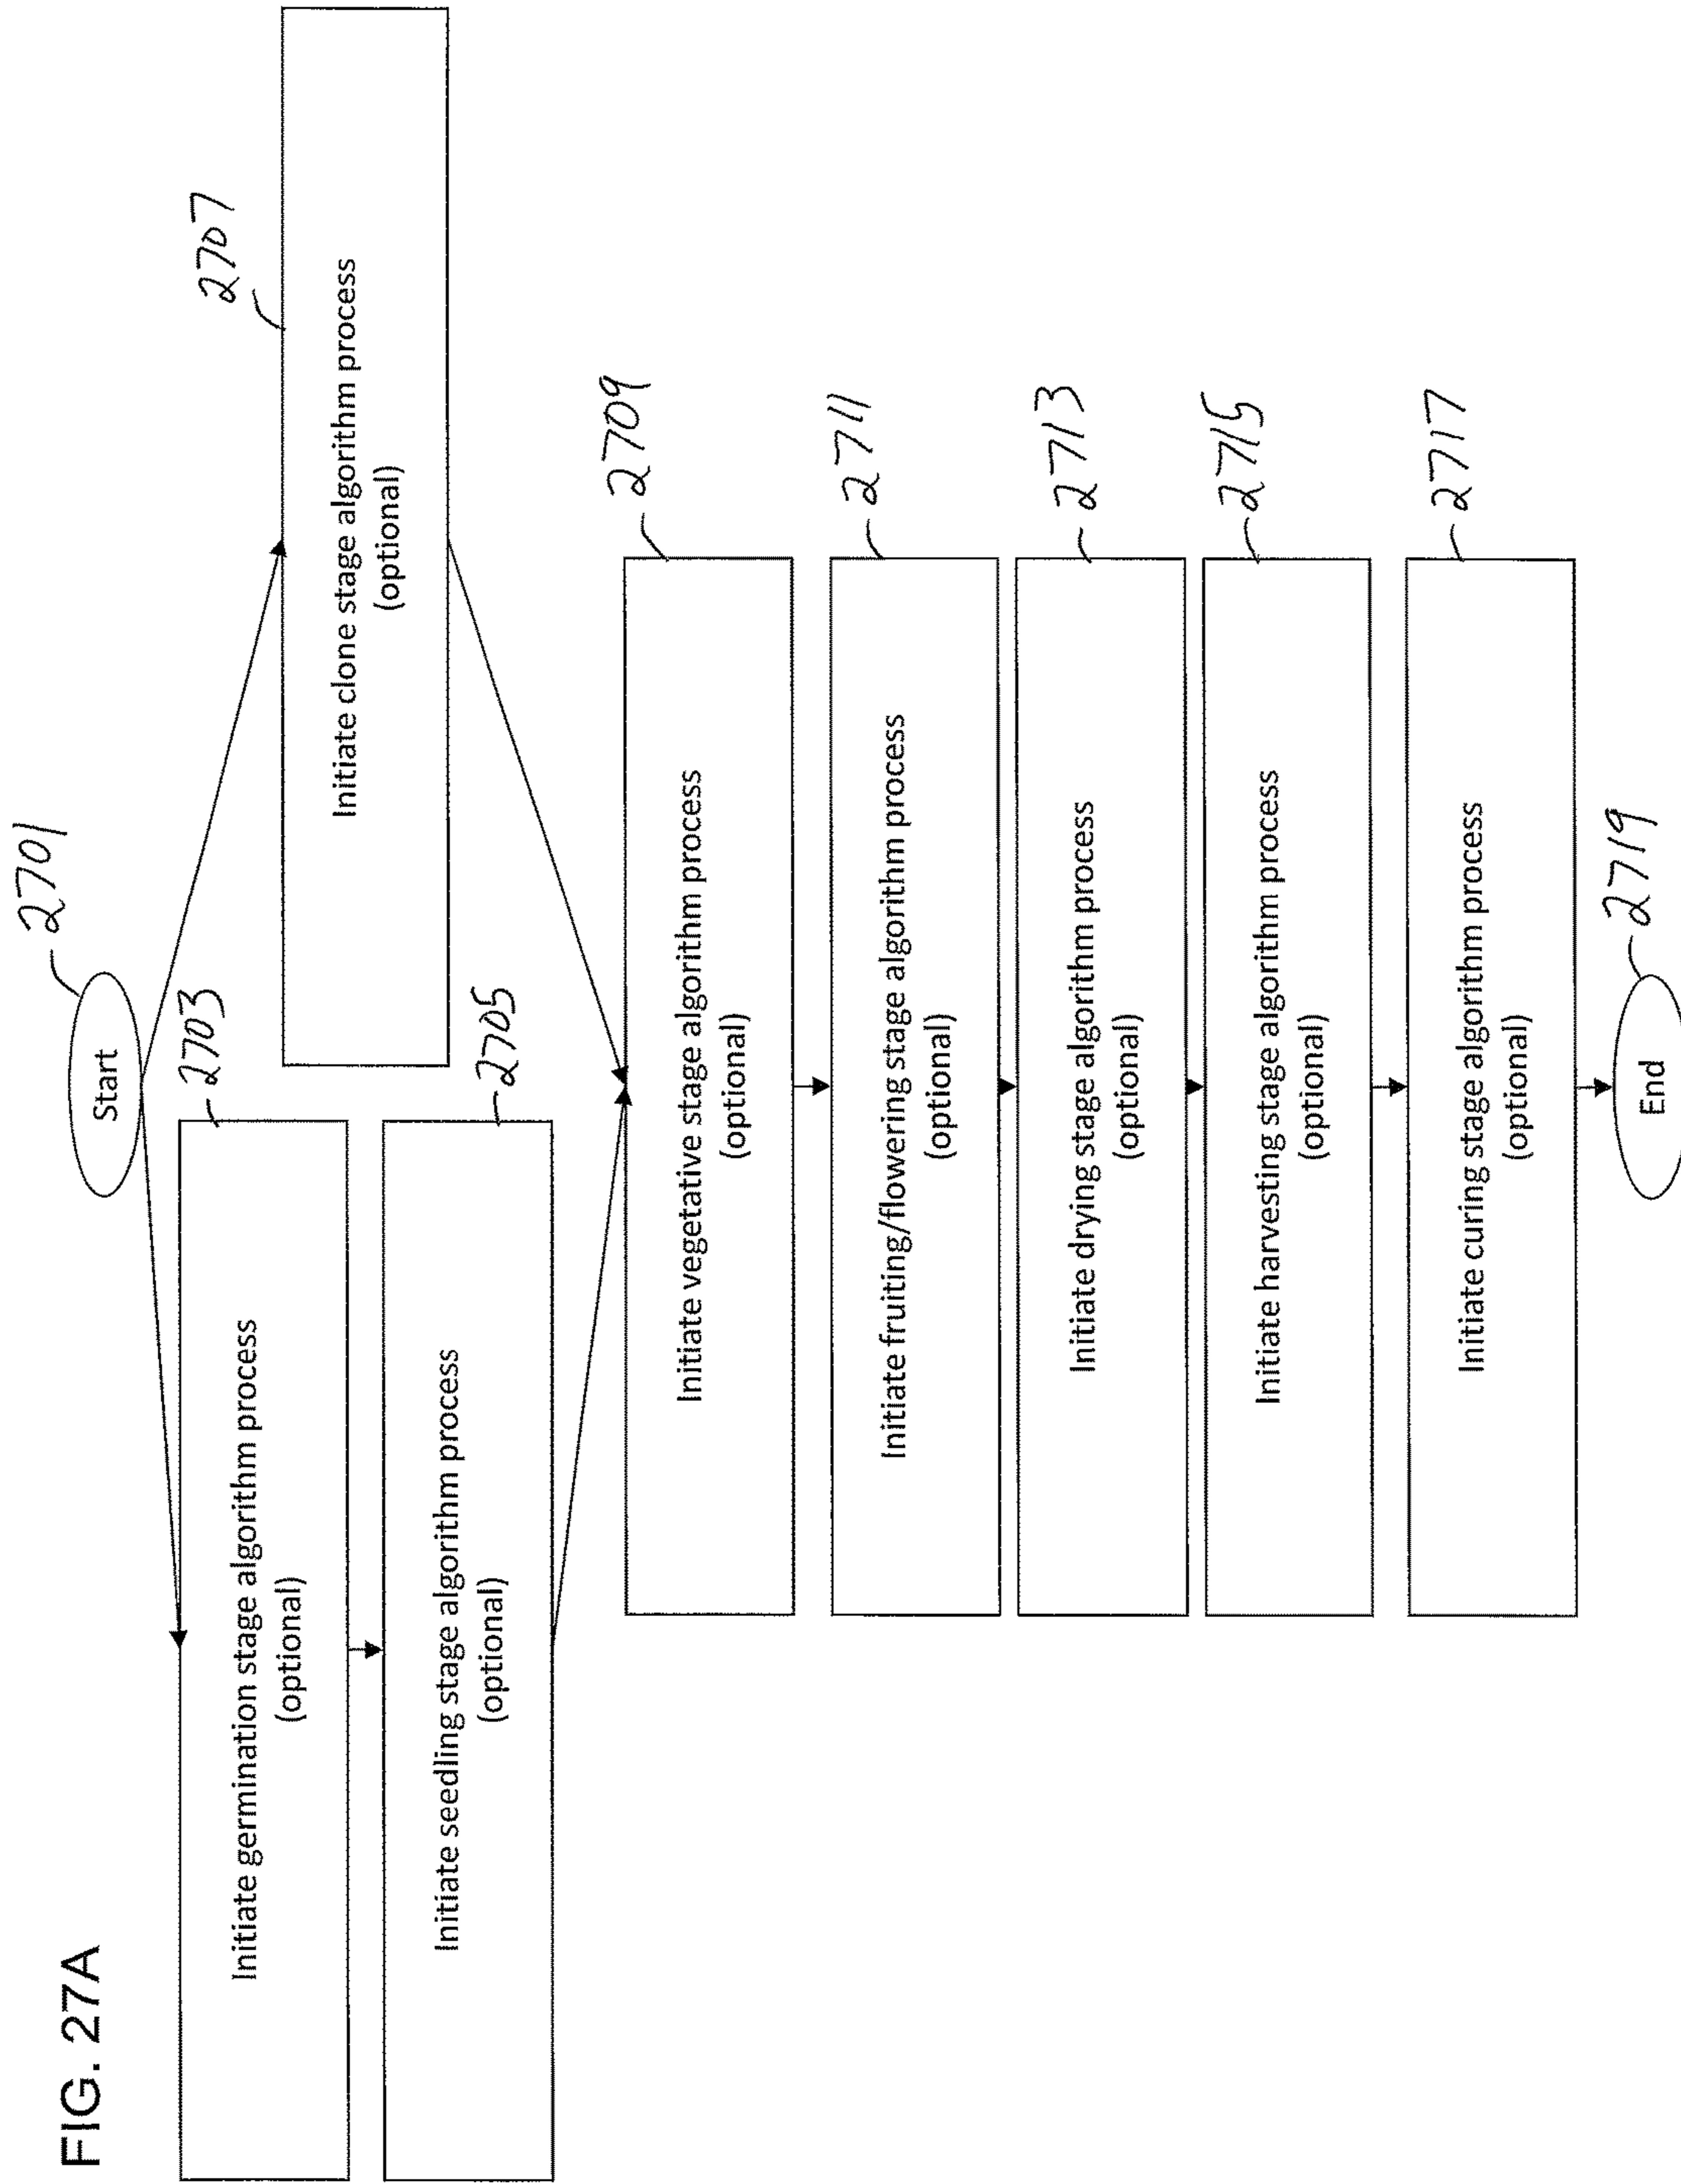 FIG. 27A
Start
2701
Initiate germination stage algorithm process
(optional)
2703
Initiate seedling stage algorithm process
(optional)
2705
Initiate clone stage algorithm process
(optional)
2707
Initiate vegetative stage algorithm process
(optional)
2709
Initiate fruiting/flowering stage algorithm process
(optional)
2711
Initiate drying stage algorithm process
(optional)
2713
Initiate harvesting stage algorithm process
(optional)
2715
Initiate curing stage algorithm process
(optional)
2717
End
2719